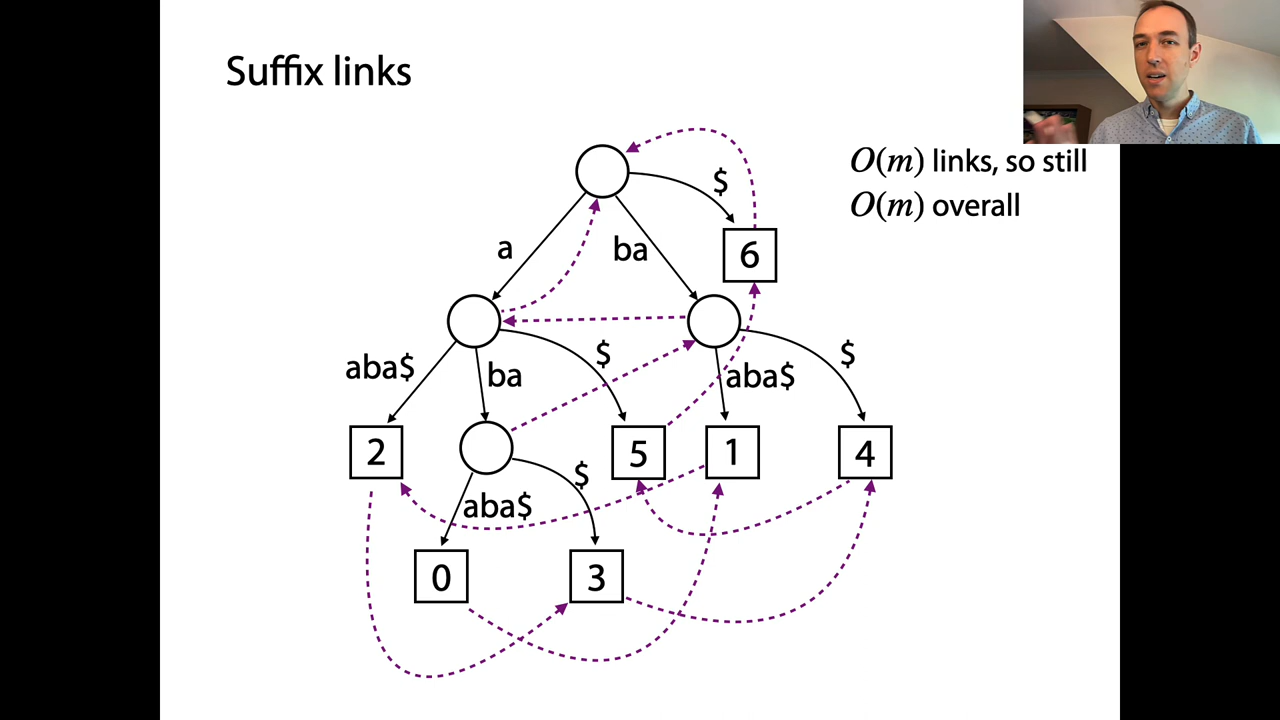 Suffix links
O(m) links, so still
O(m) overall
$
a
ba
6
aba$
ba
$
aba$
$
2
5
1
4
aba$
$
0
3